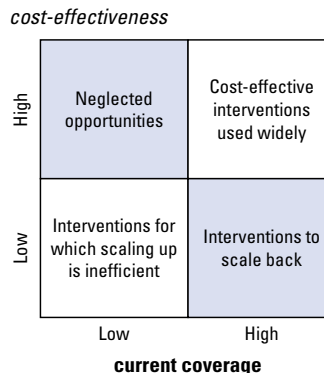 cost-effectiveness
High
Neglected
opportunities
Cost-effective
interventions
used widely
Low
Interventions for
which scaling up
is inefficient
Interventions to
scale back
Low
High
current coverage